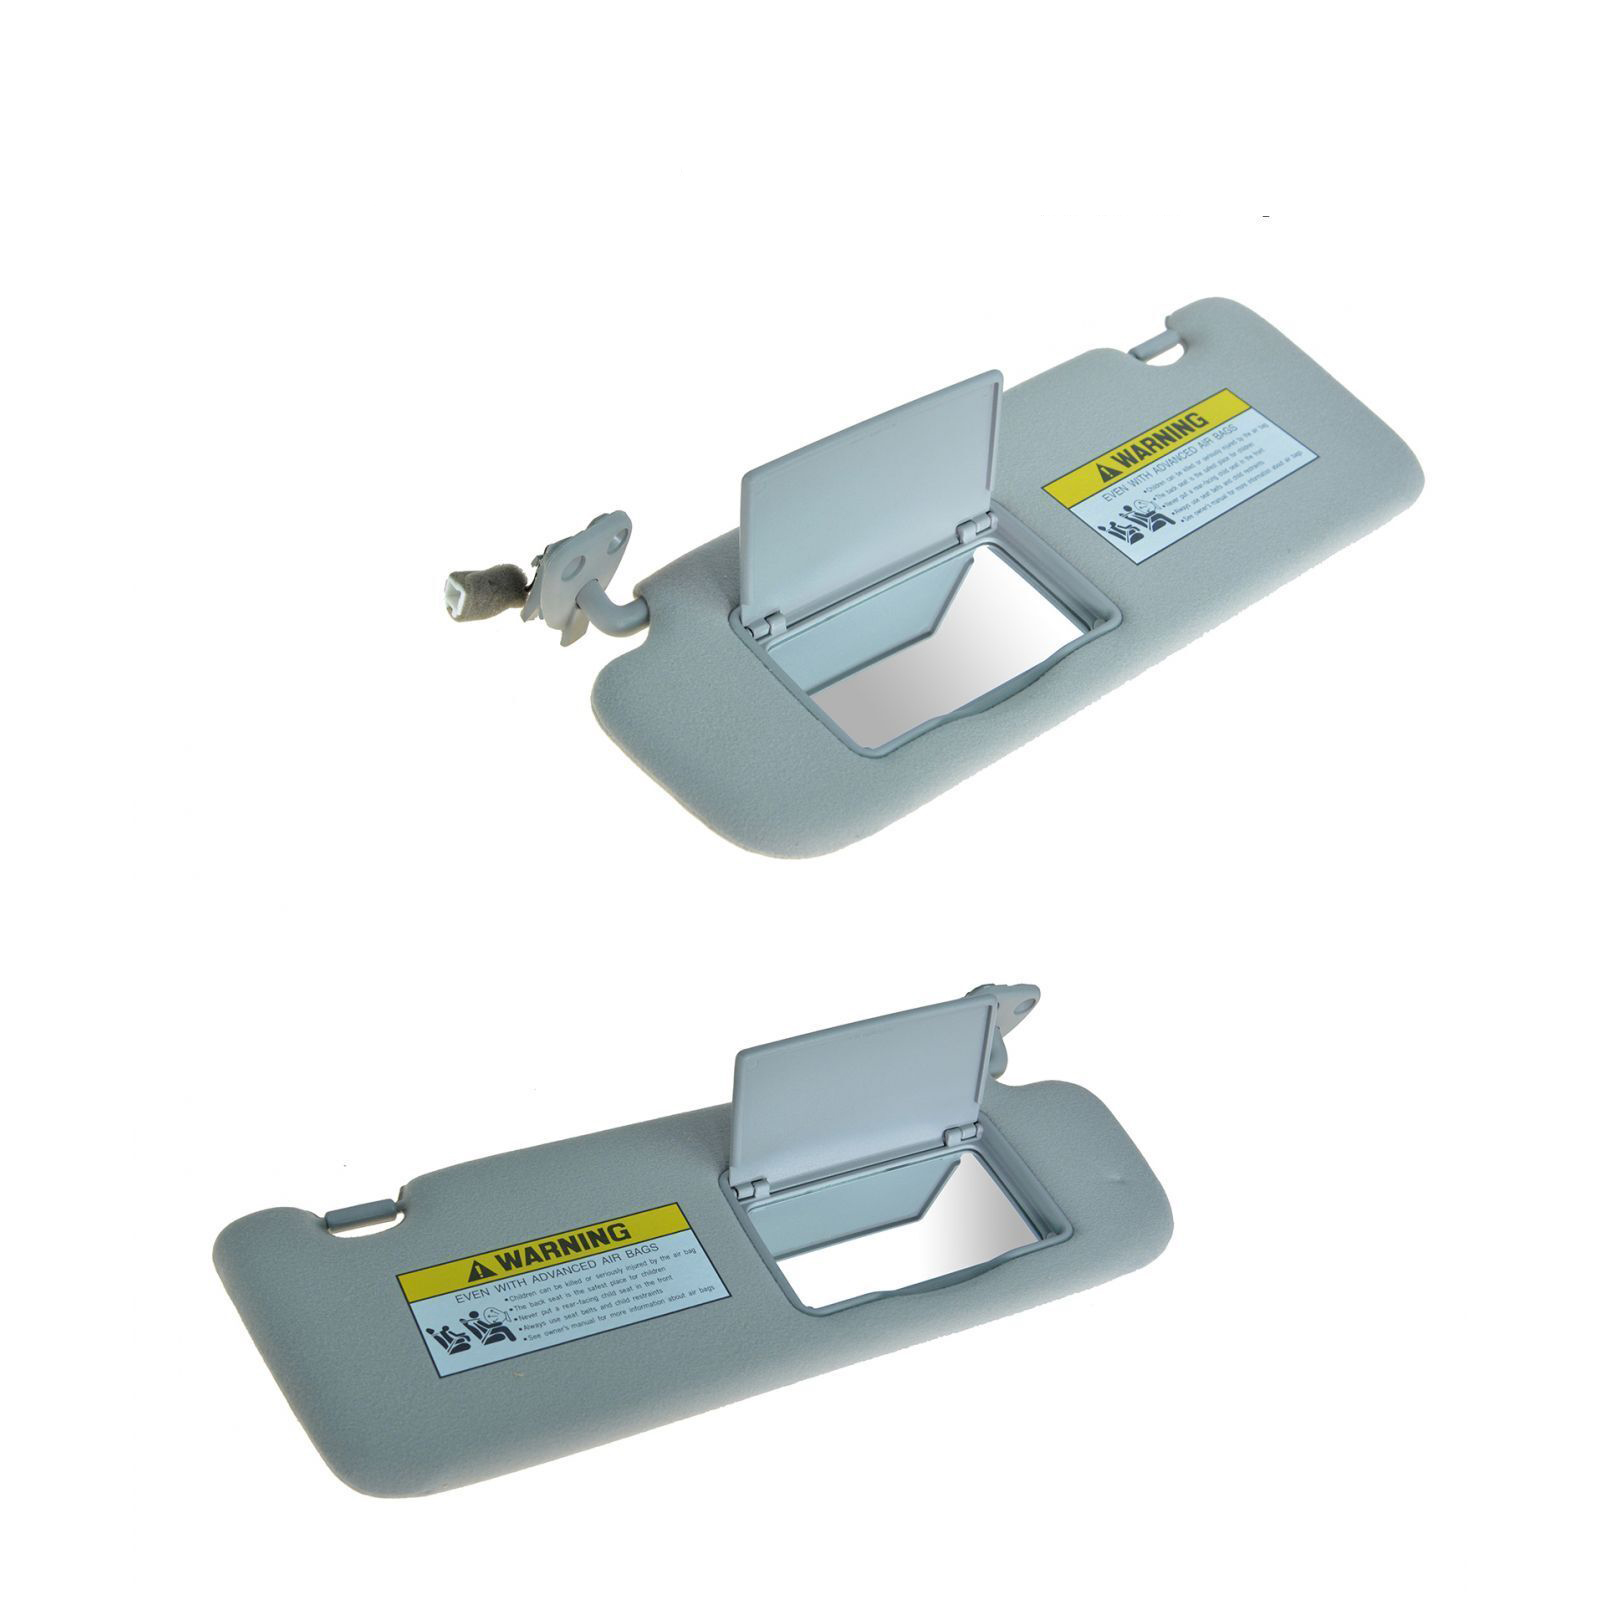 WARNING
EVEN WITH ADVANCED AIR BAGS
•Children can be killed or seriously injured by the air bag
•The back seat is the safest place for children
•Never put a rear-facing child seat in the front
•Always use seat belts and child restraints
•See owner's manual for more information about air bags
WARNING
EVEN WITH ADVANCED AIR BAGS
•Children can be killed or seriously injured by the air bag
•The back seat is the safest place for children
•Never put a rear-facing child seat in the front
•Always use seat belts and child restraints
•See owner's manual for more information about air bags